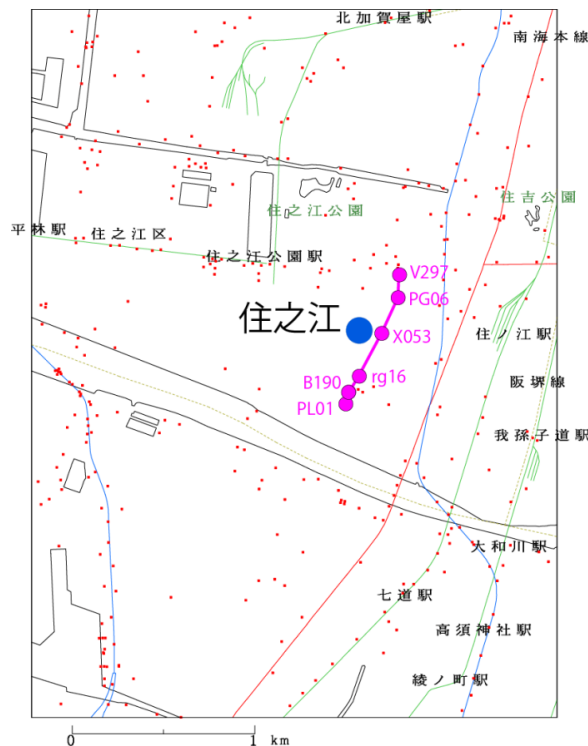 北加賀屋駅
南海本線
住之江公園
住吉公園
平林駅
住之江区
住之江公園駅
V297
PG06
住之江
X053
住ノ江駅
rg16
B190
PL01
阪堺線
我孫子道駅
大和川駅
七道駅
高須神社駅
綾ノ町駅
0 1 km